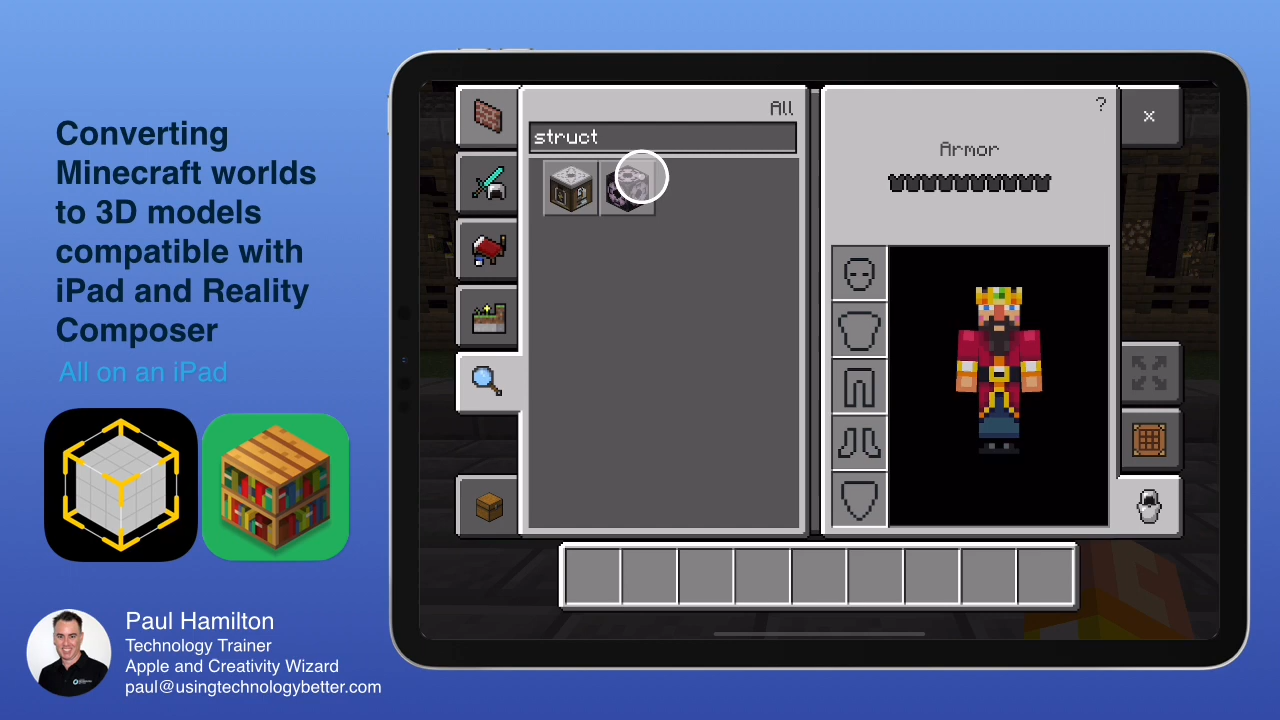 Converting
Minecraft worlds
to 3D models
compatible with
iPad and Reality
Composer
All on an iPad
Paul Hamilton
Technology Trainer
Apple and Creativity Wizard
paul@usingtechnologybetter.com
All
struct
?
x
Armor